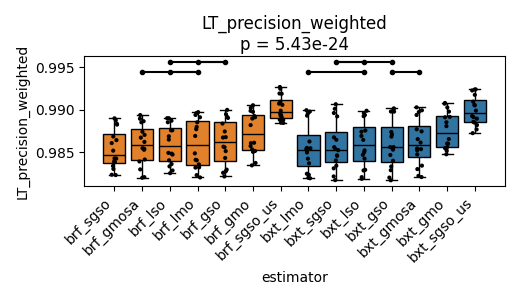 LT_precision_weighted
p = 5.43e-24
LT_precision_weighted
0.995
0.990
0.985
brf_sgso
brf_gmosa
brf_lso
brf_lmo
brf_gso
brf_gmo
brf_sgso_us
bxt_lmo
bxt_sgso
bxt_lso
bxt_gso
bxt_gmosa
bxt_gmo
bxt_sgso_us
estimator